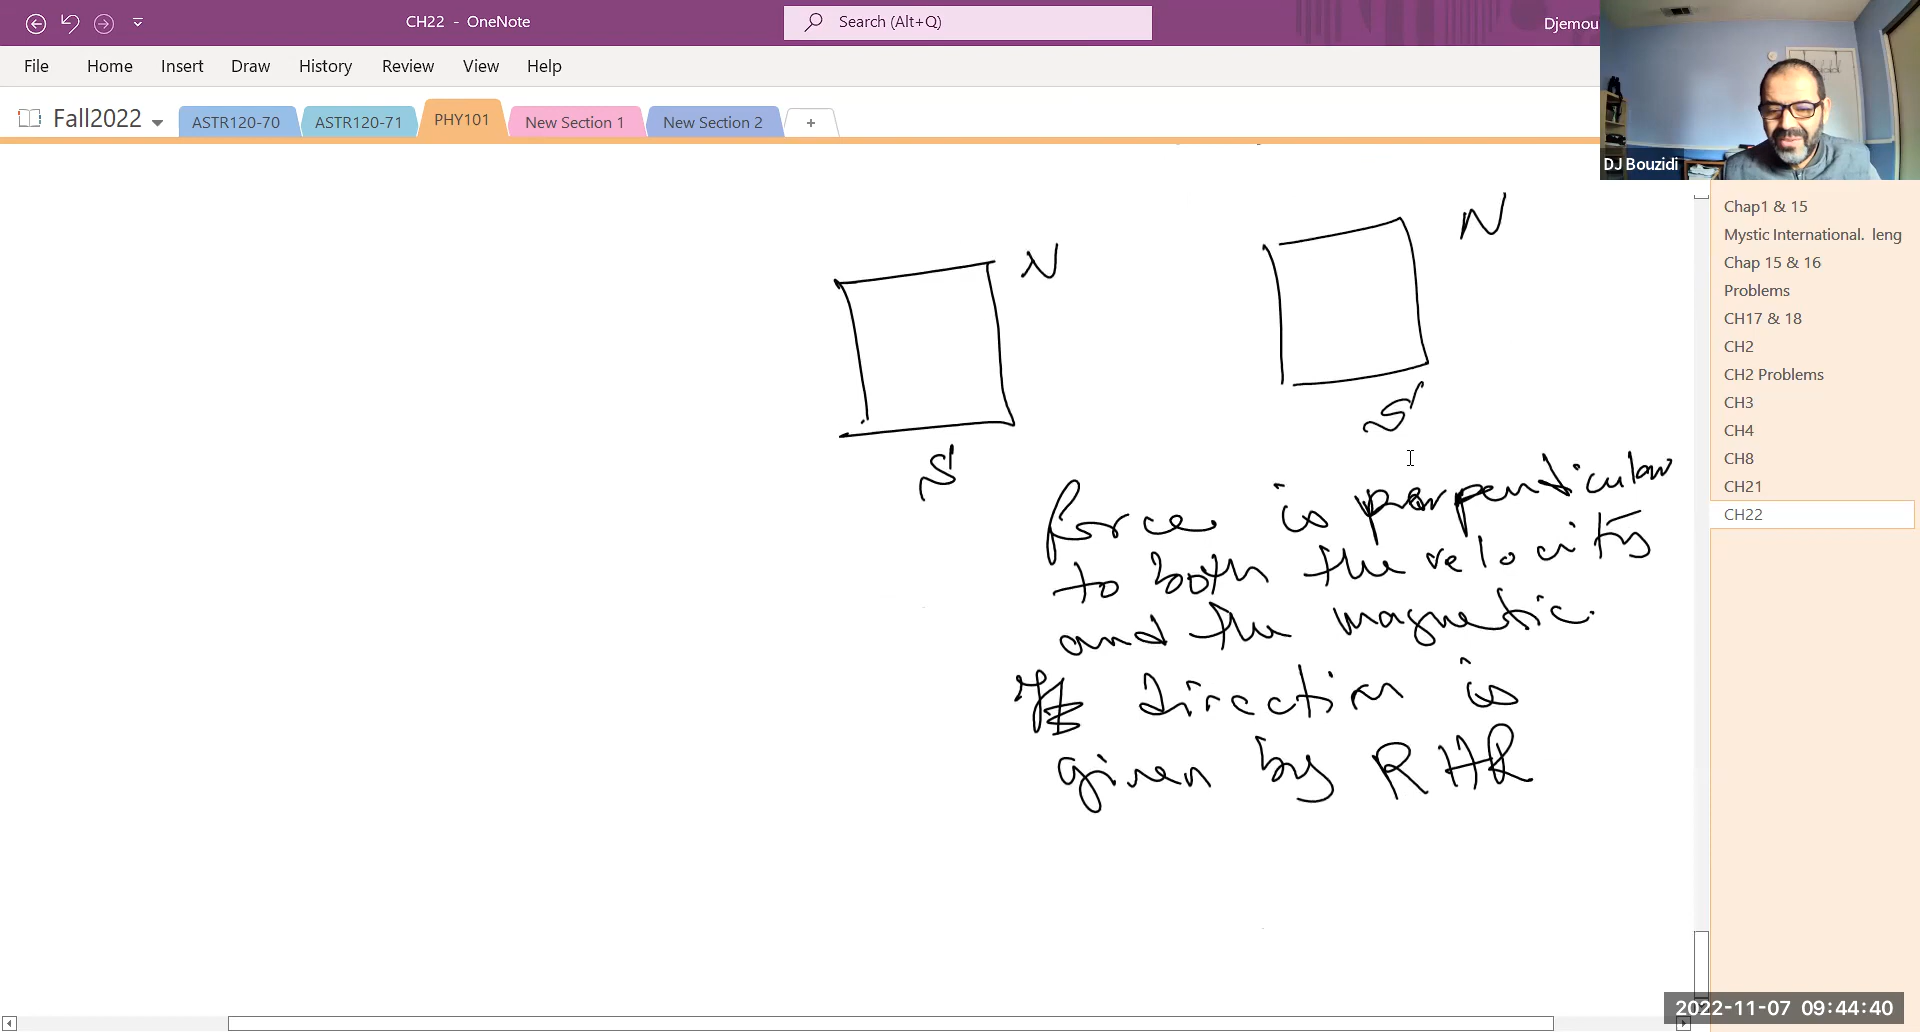 CH22 - OneNote
Search (Alt+Q)
Djemou
File Home Insert Draw History Review View Help
Fall2022 ASTR120-70 ASTR120-71 PHY101 New Section 1 New Section 2 +
DJ Bouzidi
Chap1 & 15
Mystic International. leng
Chap 15 & 16
Problems
CH17 & 18
CH2
CH2 Problems
CH3
CH4
CH8
CH21
CH22
N
S
N
S
force is perpendicular
to both the velocity
and the magnetic.
direction is
given by RHR
2022-11-07 09:44:40